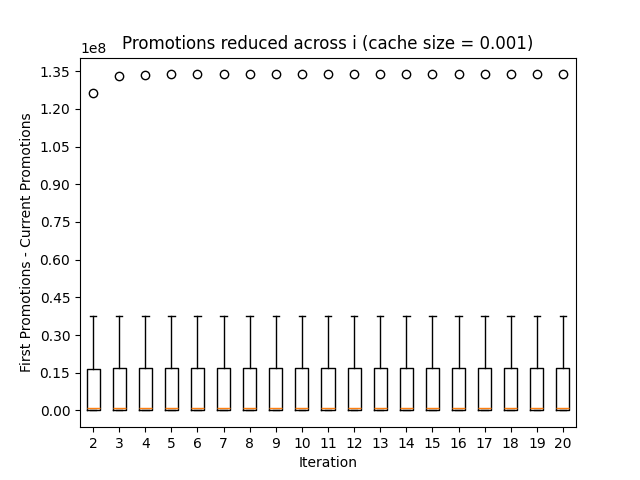 Promotions reduced across i (cache size = 0.001)
1e8
1.35
1.20
1.05
0.90
0.75
0.60
0.45
0.30
0.15
0.00
First Promotions - Current Promotions
2 3 4 5 6 7 8 9 10 11 12 13 14 15 16 17 18 19 20
Iteration